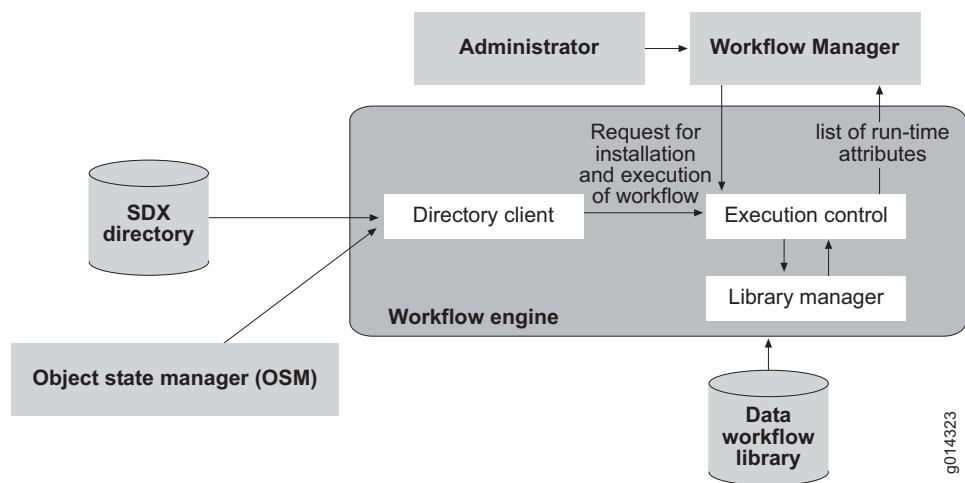 Administrator
Workflow Manager
Request for
installation
and execution
of workflow
list of run-time
attributes
SDX
directory
Directory client
Execution control
Library manager
Workflow engine
Object state manager (OSM)
Data
workflow
library
g014323